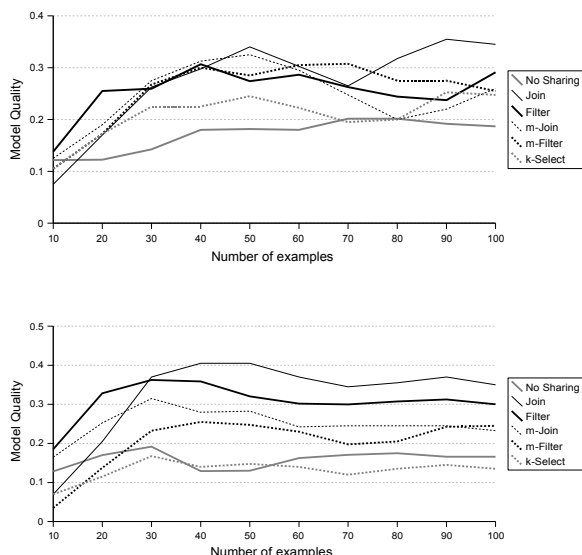 0.4
0.3
0.2
0.1
0
Model Quality
10 20 30 40 50 60 70 80 90 100
Number of examples
No Sharing
Join
Filter
m-Join
m-Filter
k-Select
0.5
0.4
0.3
0.2
0.1
0
Model Quality
10 20 30 40 50 60 70 80 90 100
Number of examples
No Sharing
Join
Filter
m-Join
m-Filter
k-Select